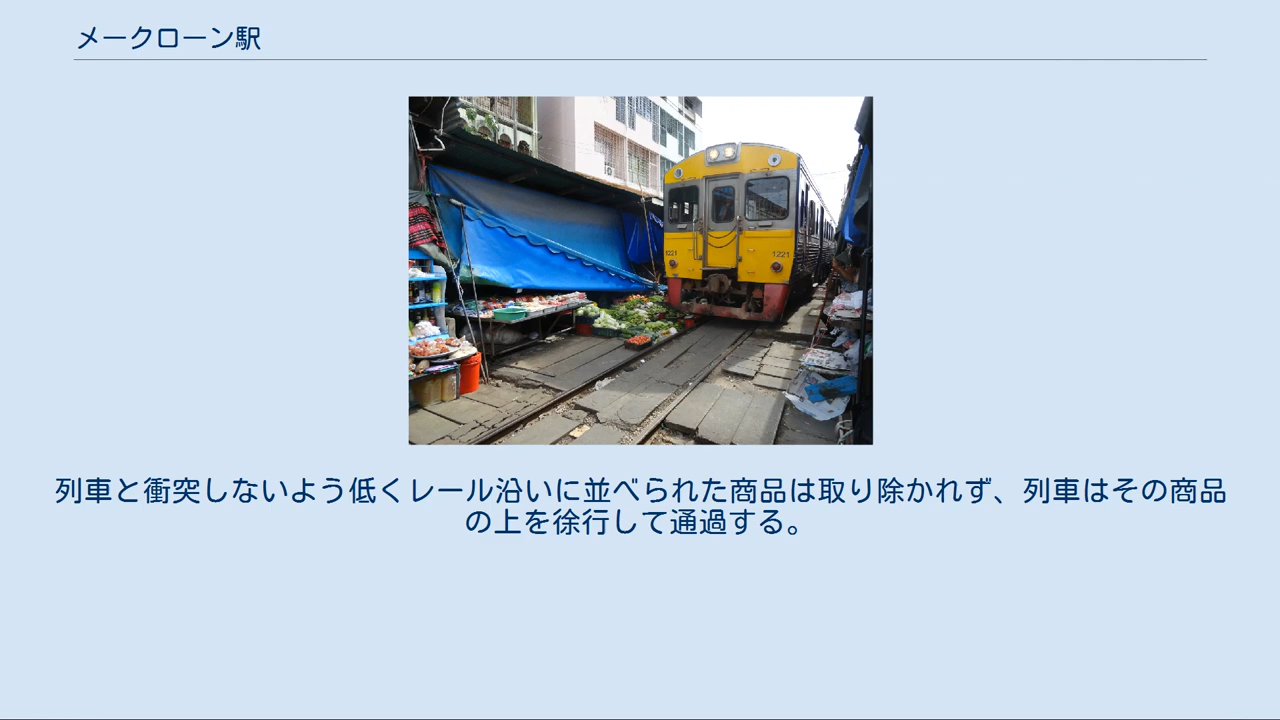 メークローン駅
1221
1221
列車と衝突しないよう低くレール沿いに並べられた商品は取り除かれず、列車はその商品
の上を徐行して通過する。